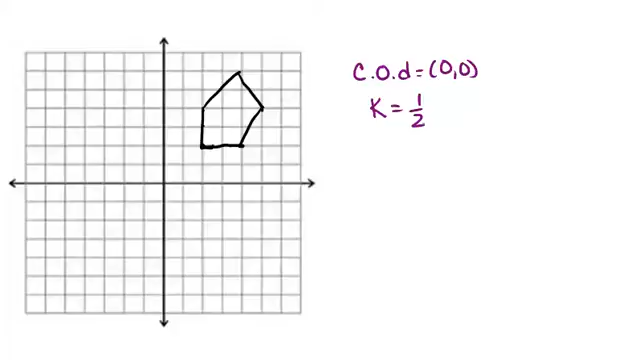 C.O.d = (0,0)
K = 1/2